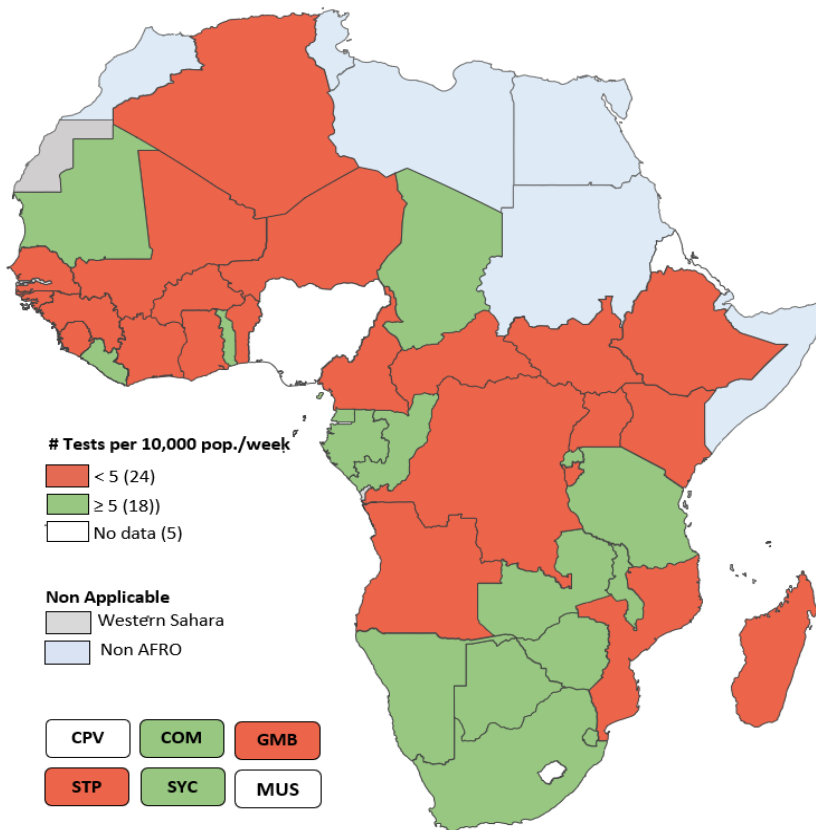 # Tests per 10,000 pop./week
< 5 (24)
≥ 5 (18))
No data (5)
Non Applicable
Western Sahara
Non AFRO
CPV COM GMB
STP SYC MUS